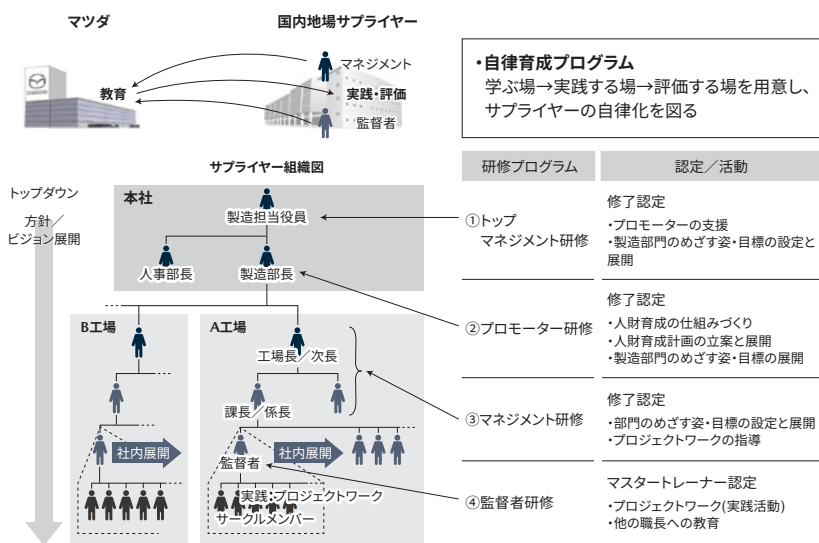 マツダ
国内地場サプライヤー
マネジメント
教育
実践・評価
監督者
・自律育成プログラム
学ぶ場→実践する場→評価する場を用意し、
サプライヤーの自律化を図る
サプライヤー組織図
トップダウン
方針／
ビジョン展開
本社
製造担当役員
人事部長
製造部長
B工場
A工場
工場長／次長
課長／係長
社内展開
社内展開
監督者
実践：プロジェクトワーク
サークルメンバー
研修プログラム
認定／活動
①トップ
マネジメント研修
修了認定
・プロモーターの支援
・製造部門のめざす姿・目標の設定と
展開
②プロモーター研修
修了認定
・人財育成の仕組みづくり
・人財育成計画の立案と展開
・製造部門のめざす姿・目標の展開
③マネジメント研修
修了認定
・部門のめざす姿・目標の設定と展開
・プロジェクトワークの指導
④監督者研修
マスタートレーナー認定
・プロジェクトワーク(実践活動)
・他の職長への教育